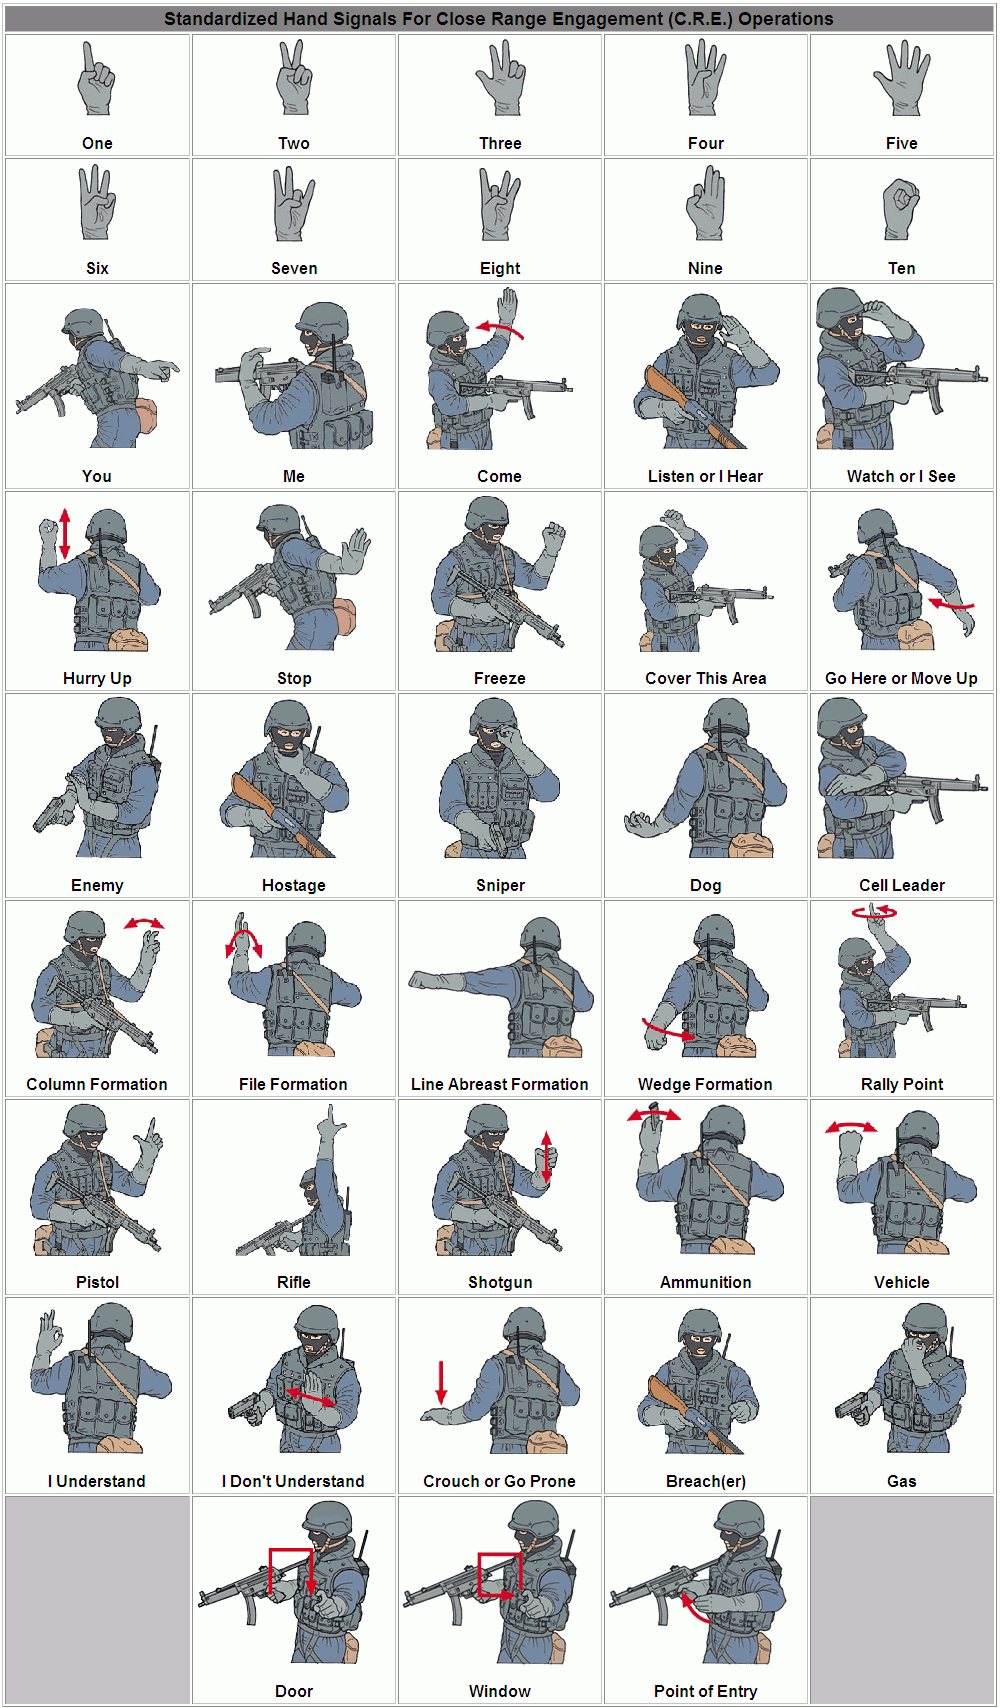 Standardized Hand Signals For Close Range Engagement (C.R.E.) Operations
One
Two
Three
Four
Five
Six
Seven
Eight
Nine
Ten
You
Me
Come
Listen or I Hear
Watch or I See
Hurry Up
Stop
Freeze
Cover This Area
Go Here or Move Up
Enemy
Hostage
Sniper
Dog
Cell Leader
Column Formation
File Formation
Line Abreast Formation
Wedge Formation
Rally Point
Pistol
Rifle
Shotgun
Ammunition
Vehicle
I Understand
I Don't Understand
Crouch or Go Prone
Breach(er)
Gas
Door
Window
Point of Entry